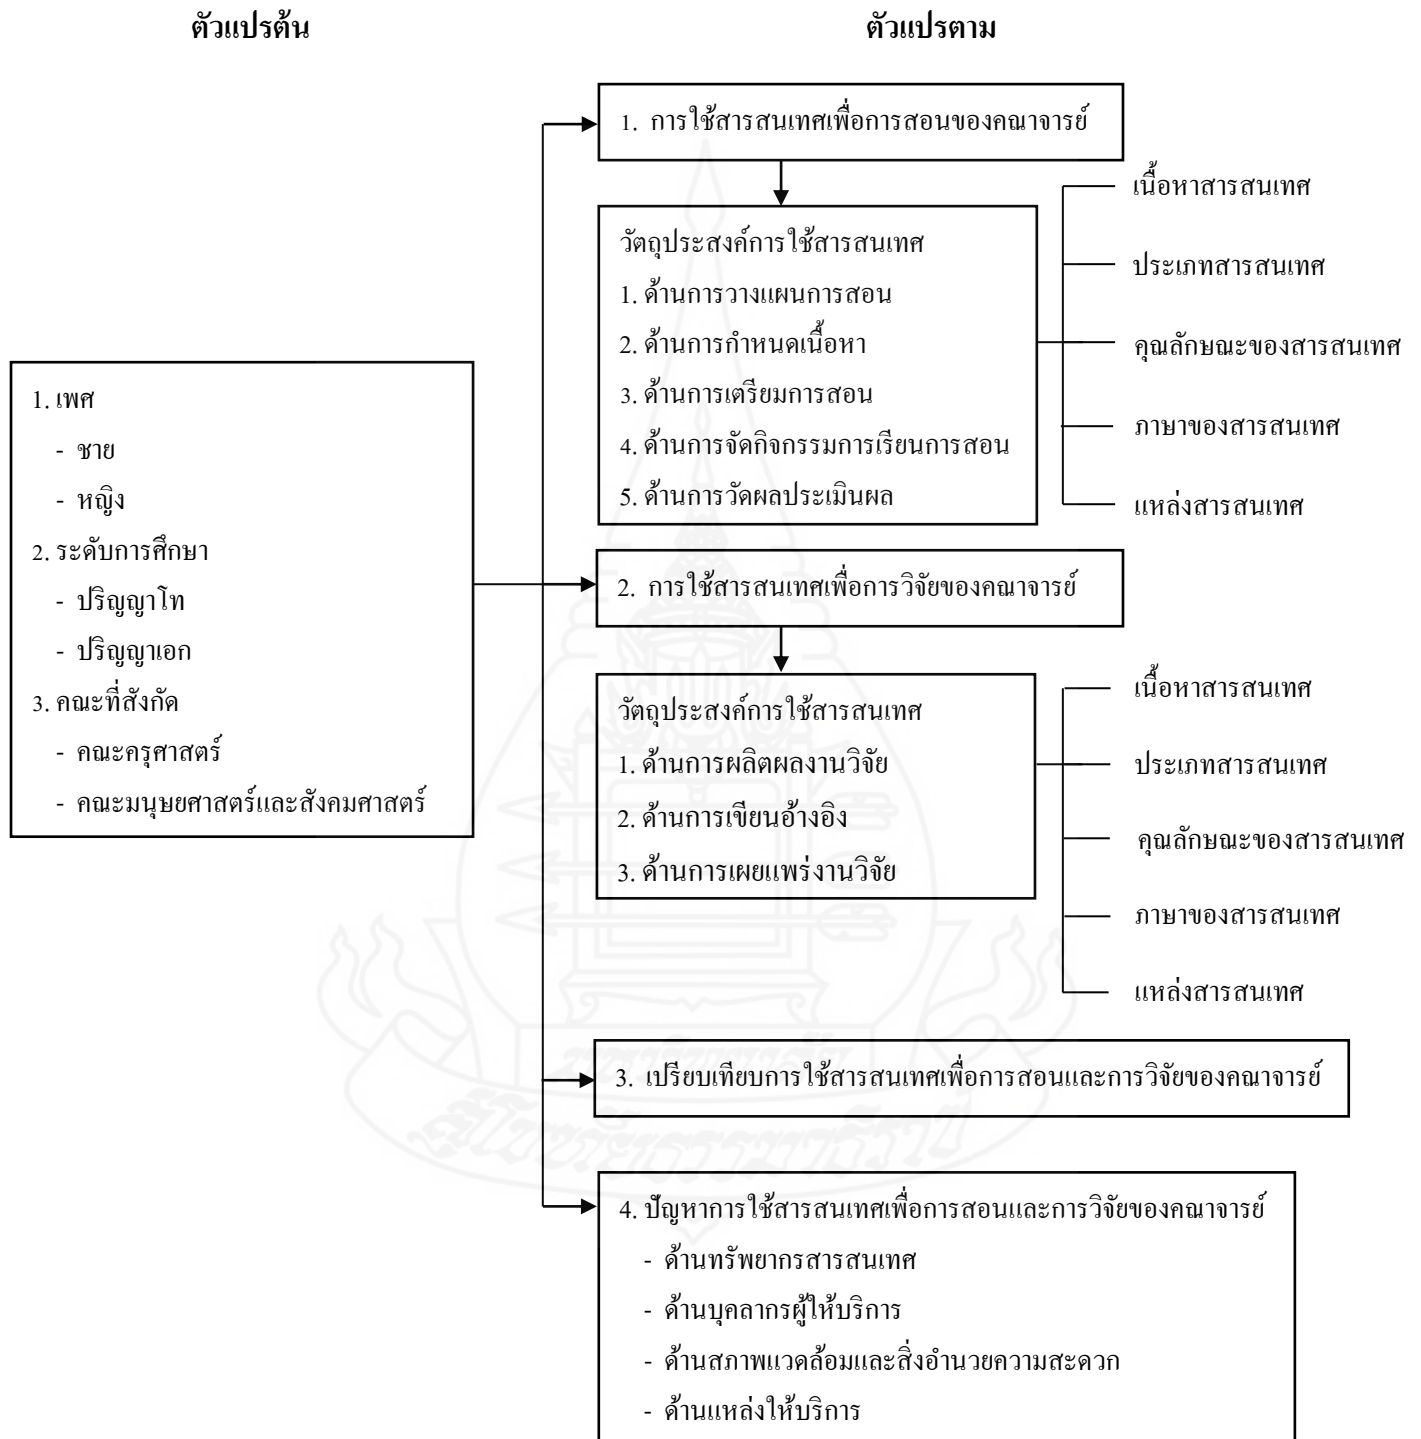 ตัวแปรต้น
ตัวแปรตาม
1. เพศ
- ชาย
- หญิง
2. ระดับการศึกษา
- ปริญญาโท
- ปริญญาเอก
3. คณะที่สังกัด
- คณะครุศาสตร์
- คณะมนุษยศาสตร์และสังคมศาสตร์
1. การใช้สารสนเทศเพื่อการสอนของคณาจารย์
วัตถุประสงค์การใช้สารสนเทศ
1. ด้านการวางแผนการสอน
2. ด้านการกำหนดเนื้อหา
3. ด้านการเตรียมการสอน
4. ด้านการจัดกิจกรรมการเรียนการสอน
5. ด้านการวัดผลประเมินผล
เนื้อหาสารสนเทศ
ประเภทสารสนเทศ
คุณลักษณะของสารสนเทศ
ภาษาของสารสนเทศ
แหล่งสารสนเทศ
2. การใช้สารสนเทศเพื่อการวิจัยของคณาจารย์
วัตถุประสงค์การใช้สารสนเทศ
1. ด้านการผลิตผลงานวิจัย
2. ด้านการเขียนอ้างอิง
3. ด้านการเผยแพร่งานวิจัย
เนื้อหาสารสนเทศ
ประเภทสารสนเทศ
คุณลักษณะของสารสนเทศ
ภาษาของสารสนเทศ
แหล่งสารสนเทศ
3. เปรียบเทียบการใช้สารสนเทศเพื่อการสอนและการวิจัยของคณาจารย์
4. ปัญหาการใช้สารสนเทศเพื่อการสอนและการวิจัยของคณาจารย์
- ด้านทรัพยากรสารสนเทศ
- ด้านบุคลากรผู้ให้บริการ
- ด้านสภาพแวดล้อมและสิ่งอำนวยความสะดวก
- ด้านแหล่งให้บริการ
มหาวิทยาลัย
สุโขทัยธรรมาธิราช